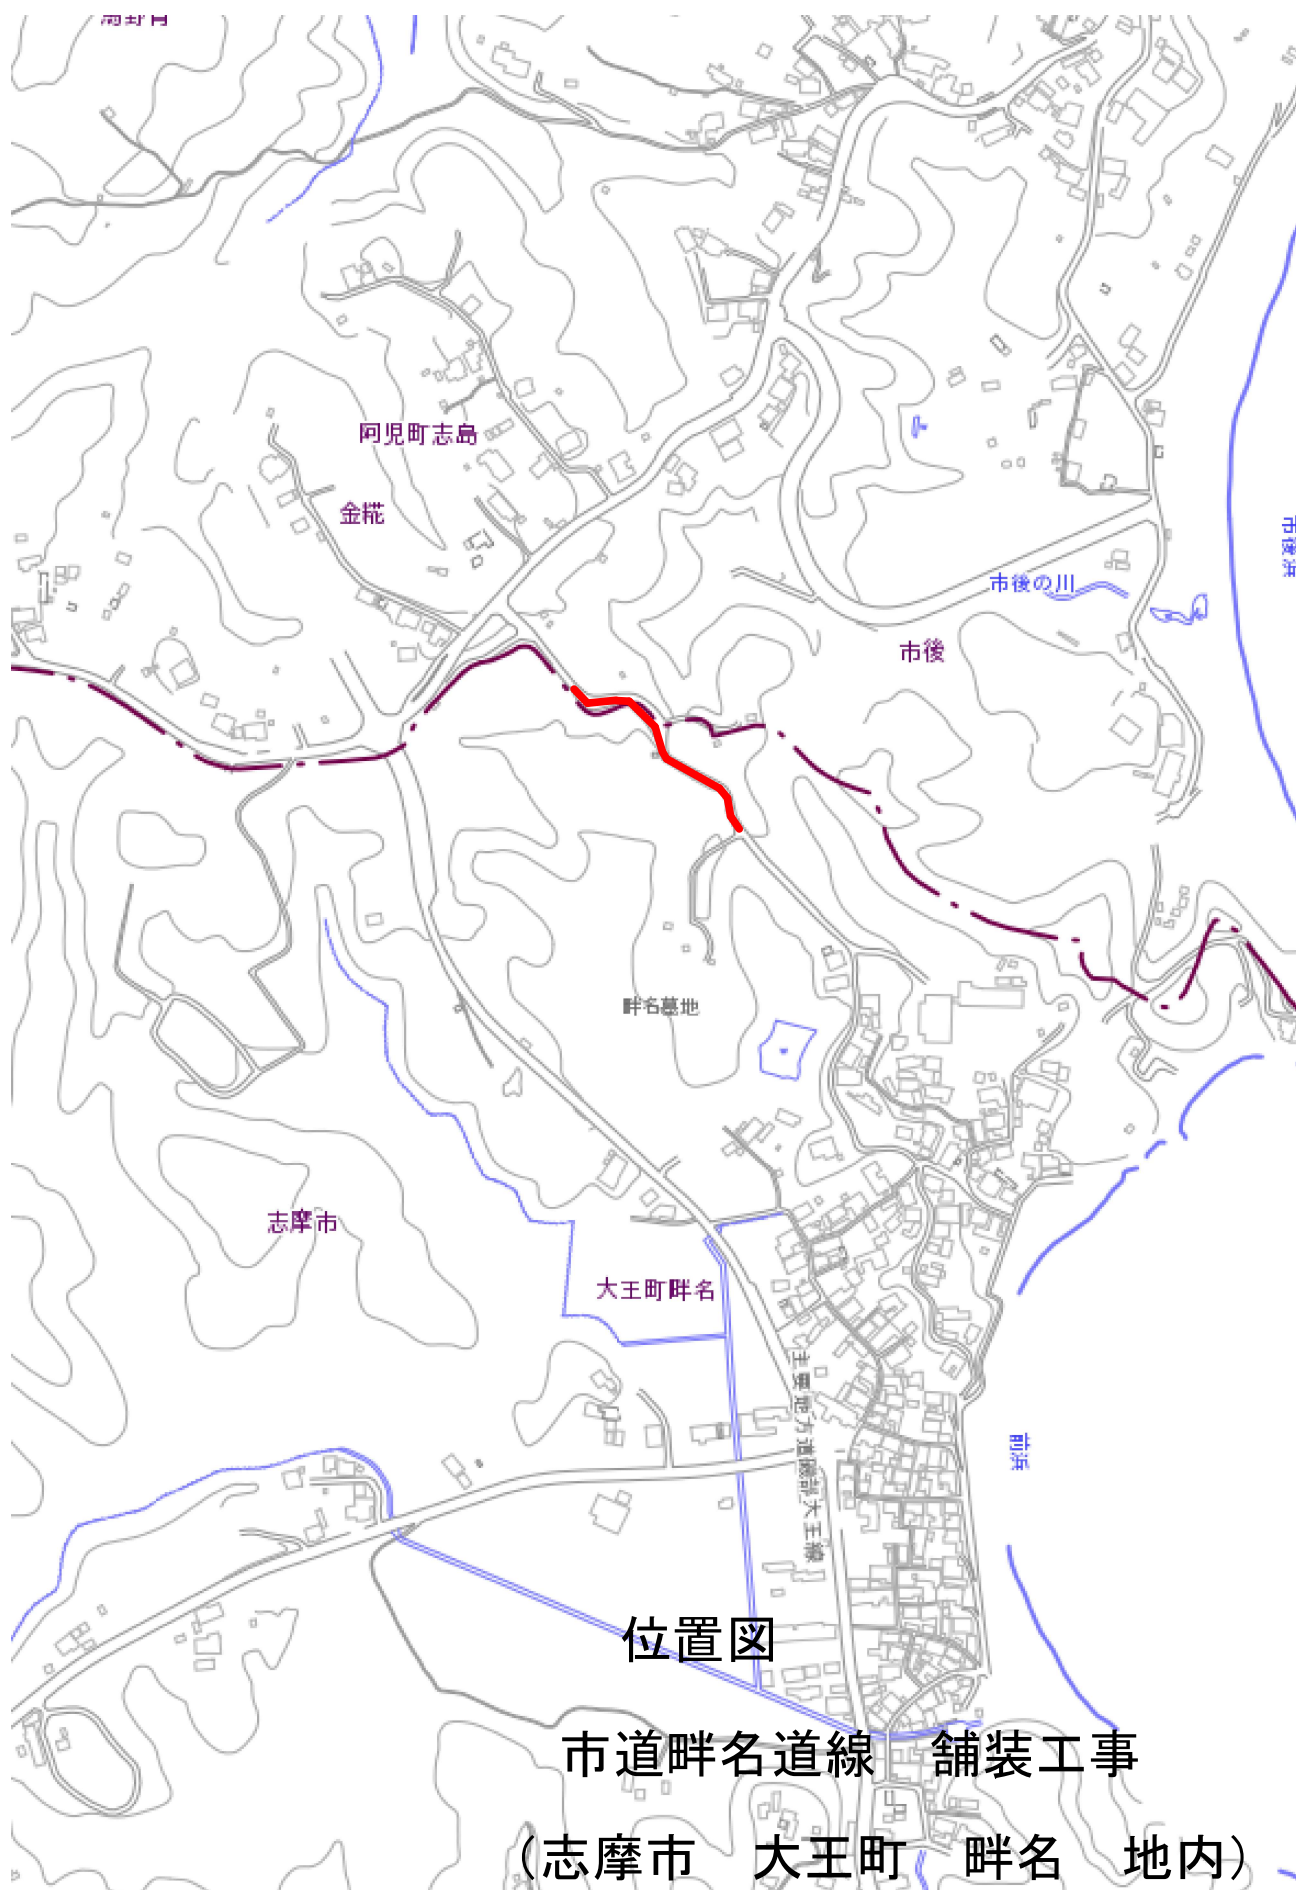 阿児町志島
金糀
市後浜
市後の川
市後
畔名墓地
志摩市
大王町畔名
主要地方道磯部大王線
前浜
位置図
市道畔名道線　舗装工事
（志摩市　大王町　畔名　地内）